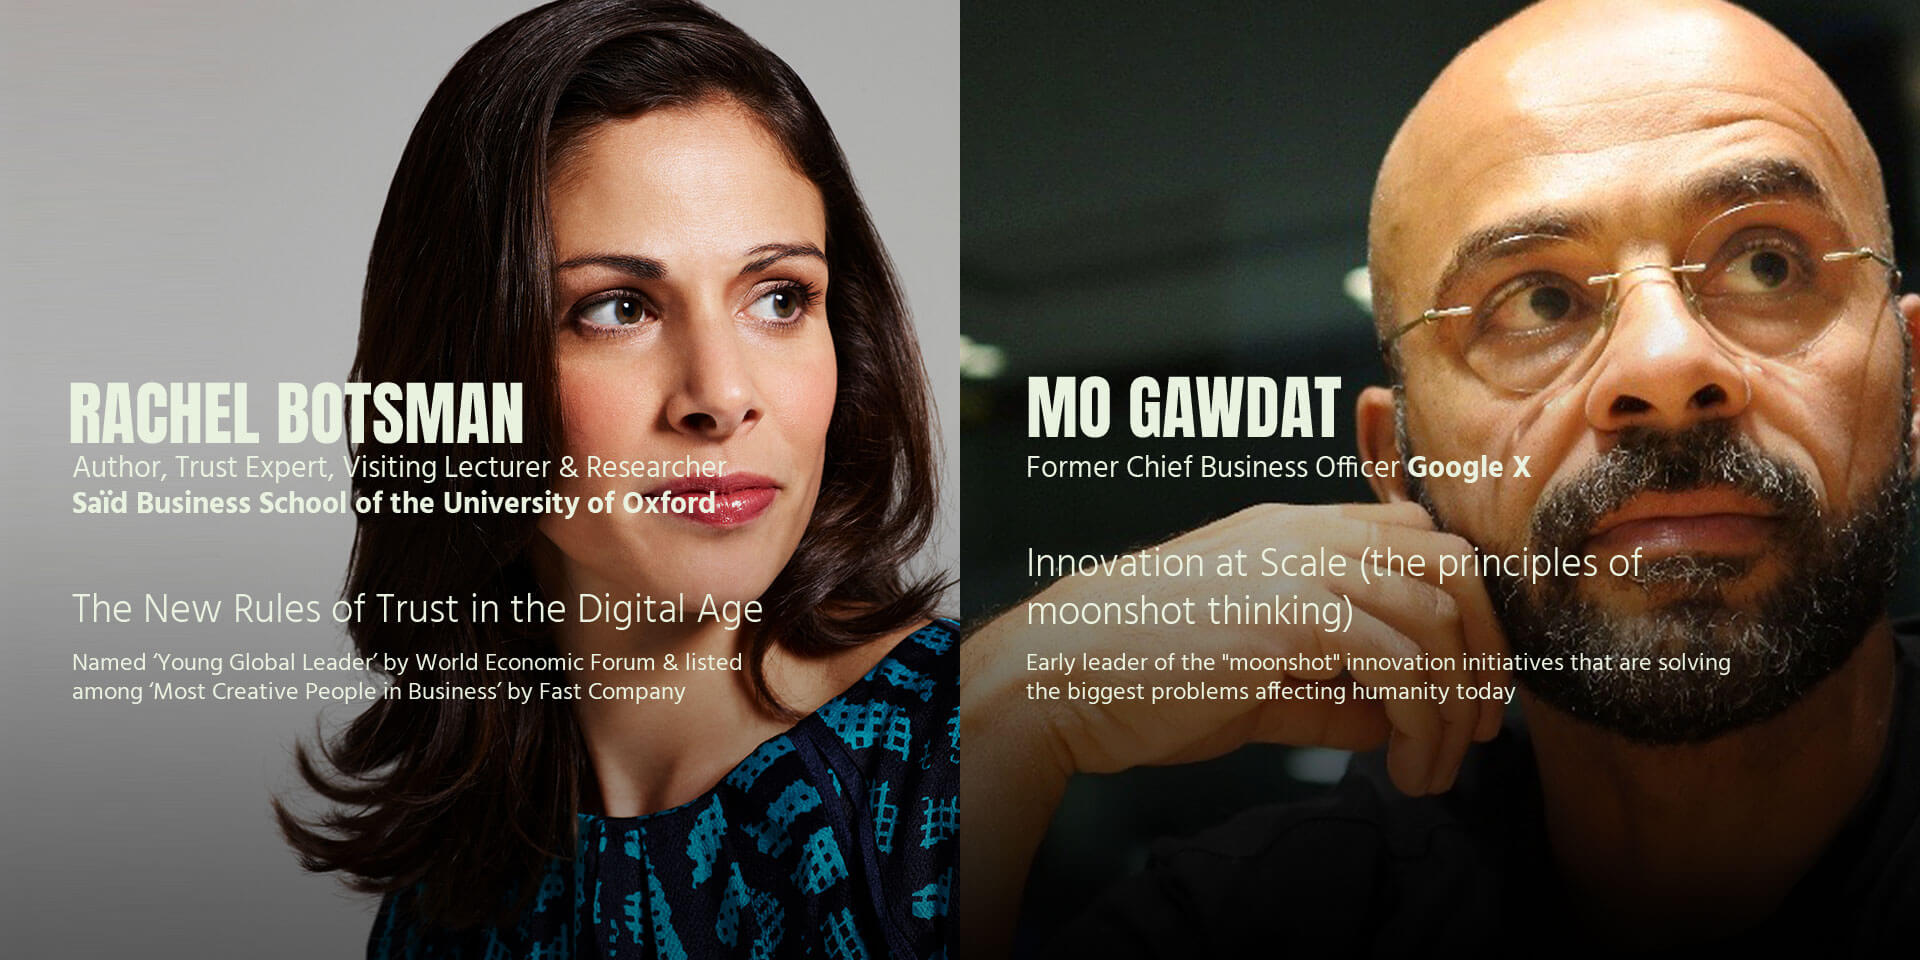 RACHEL BOTSMAN
Author, Trust Expert, Visiting Lecturer & Researcher
Saïd Business School of the University of Oxford
The New Rules of Trust in the Digital Age
Named ‘Young Global Leader’ by World Economic Forum & listed
among ‘Most Creative People in Business’ by Fast Company
MO GAWDAT
Former Chief Business Officer Google X
Innovation at Scale (the principles of
moonshot thinking)
Early leader of the "moonshot" innovation initiatives that are solving
the biggest problems affecting humanity today